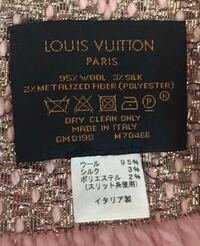 LOUIS VUITTON
PARIS
95% WOOL 3% SILK
2% METALIZED FIBER (POLYESTER)
DRY CLEAN ONLY
MADE IN ITALY
GM0198 M70466
ウール 95%
シルク 3%
ポリエステル 2%
(スリット糸使用)
イタリア製